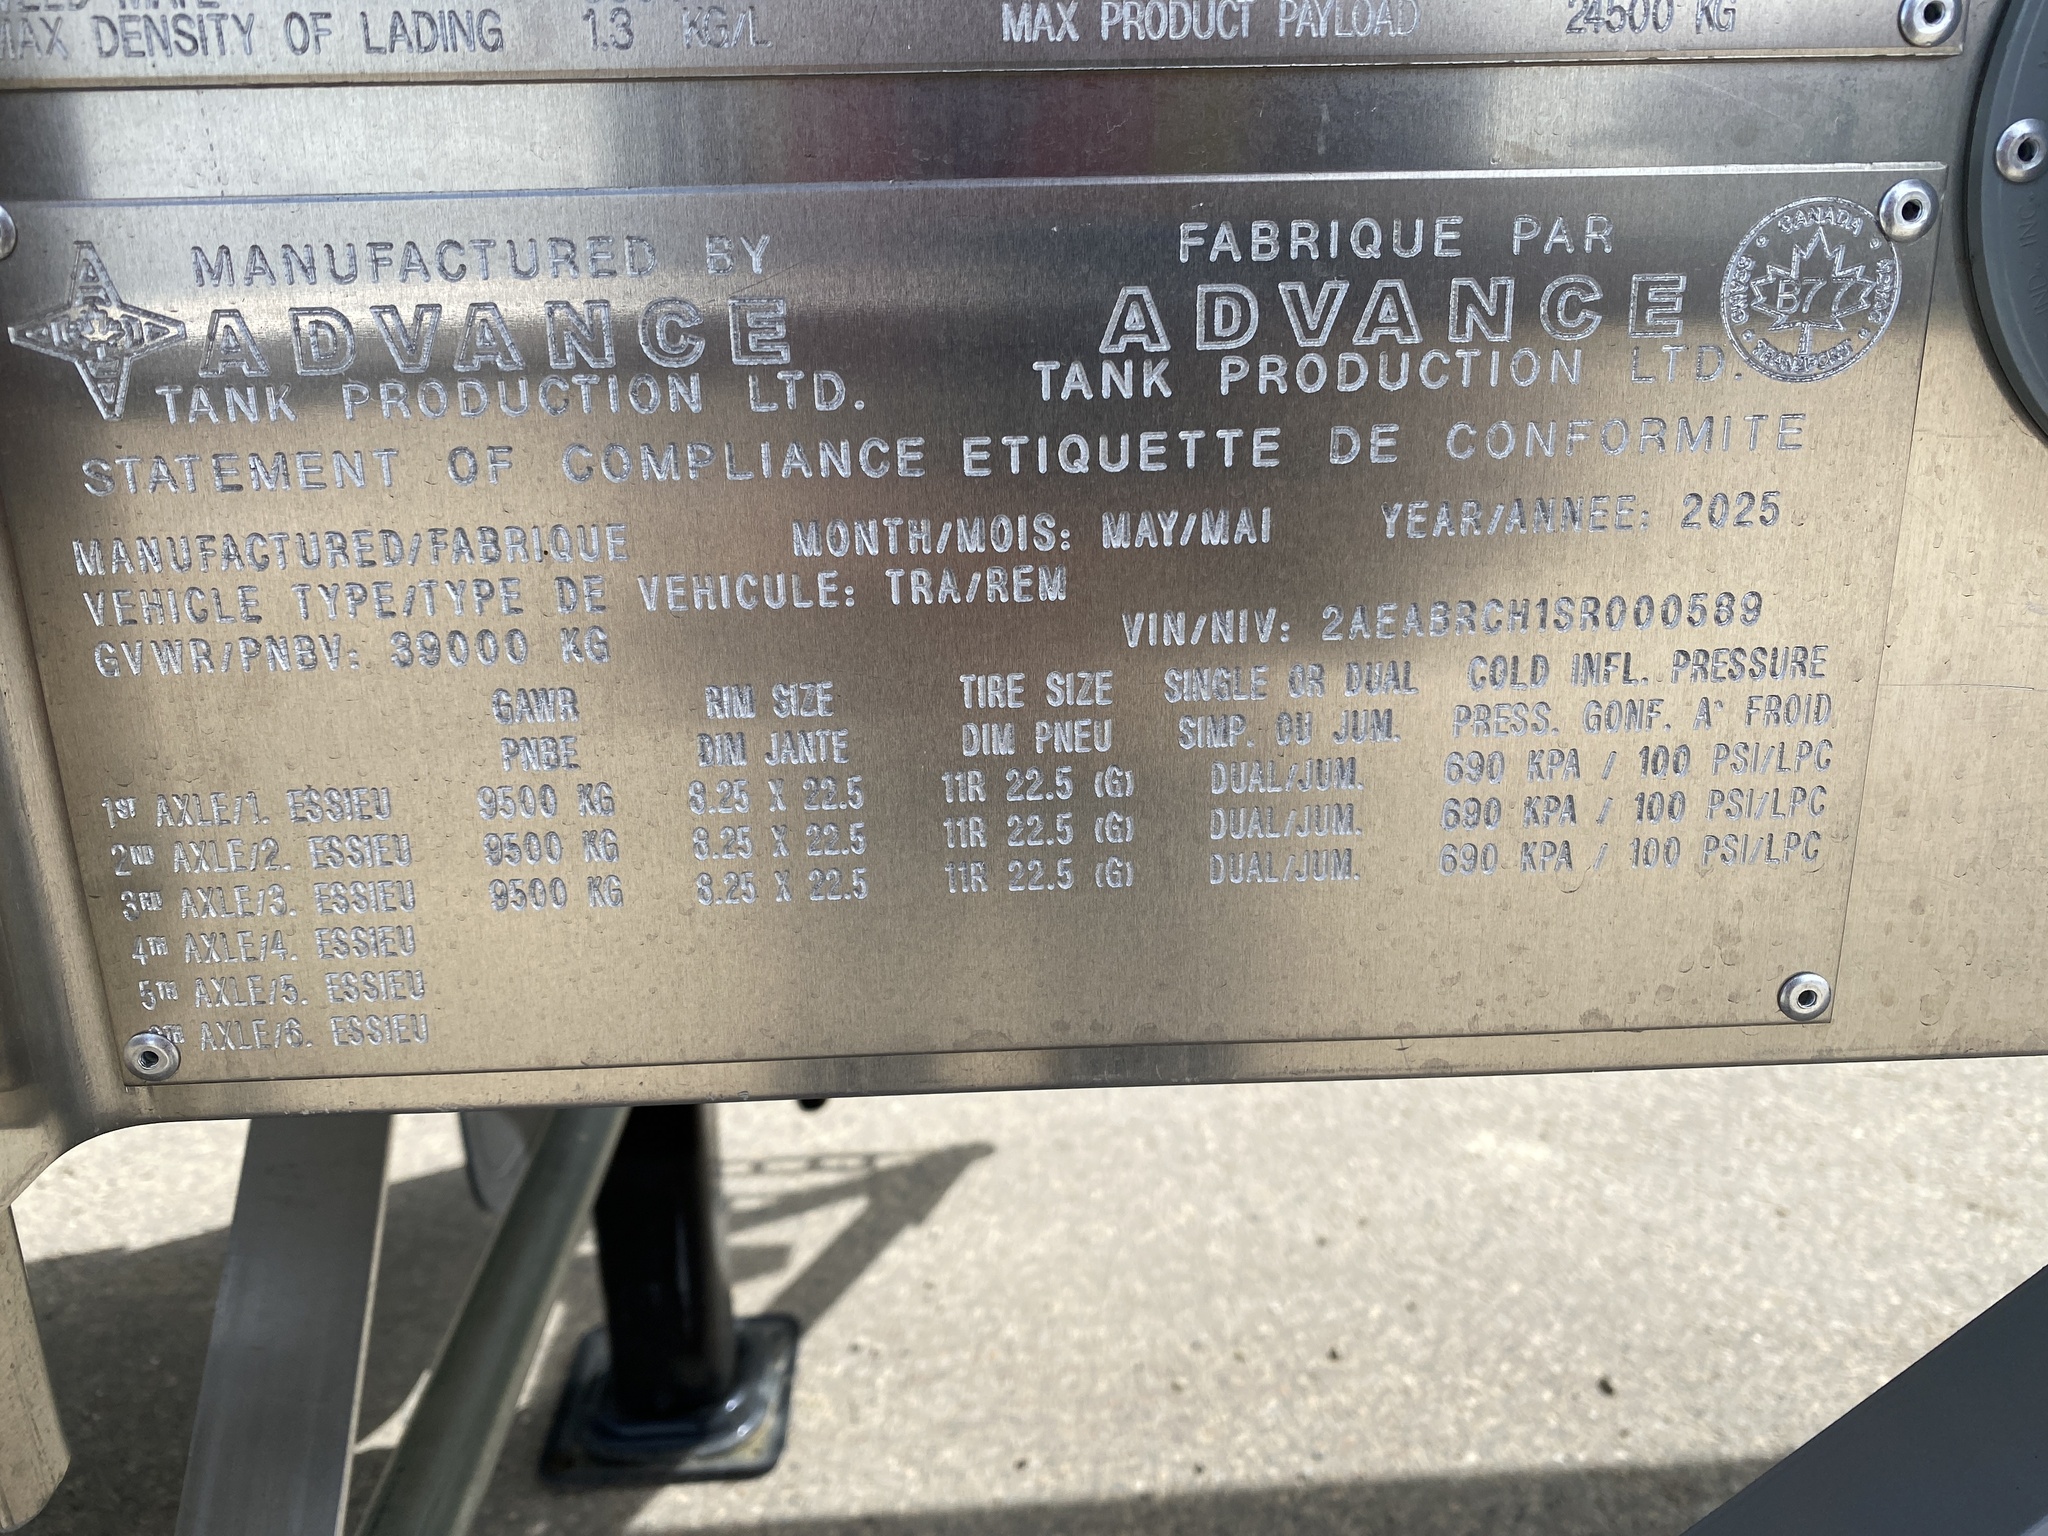 MAX DENSITY OF LADING 1.3 KG/L MAX PRODUCT PAYLOAD 24500 KG
MANUFACTURED BY FABRIQUE PAR
ADVANCE ADVANCE
TANK PRODUCTION LTD. TANK PRODUCTION LTD.
CANADA
B77
TRANSPORT
STATEMENT OF COMPLIANCE ETIQUETTE DE CONFORMITE
MANUFACTURED/FABRIQUE MONTH/MOIS: MAY/MAI YEAR/ANNEE: 2025
VEHICLE TYPE/TYPE DE VEHICULE: TRA/REM
GVWR/PNBV: 39000 KG VIN/NIV: 2AEABRCH1SR000589
GAWR RIM SIZE TIRE SIZE SINGLE OR DUAL COLD INFL. PRESSURE
PNBE DIM JANTE DIM PNEU SIMP. OU JUM. PRESS. GONF. A` FROID
1ST AXLE/1. ESSIEU 9500 KG 8.25 X 22.5 11R 22.5 (G) DUAL/JUM. 690 KPA / 100 PSI/LPC
2ND AXLE/2. ESSIEU 9500 KG 8.25 X 22.5 11R 22.5 (G) DUAL/JUM. 690 KPA / 100 PSI/LPC
3RD AXLE/3. ESSIEU 9500 KG 8.25 X 22.5 11R 22.5 (G) DUAL/JUM. 690 KPA / 100 PSI/LPC
4TH AXLE/4. ESSIEU
5TH AXLE/5. ESSIEU
AXLE/6. ESSIEU